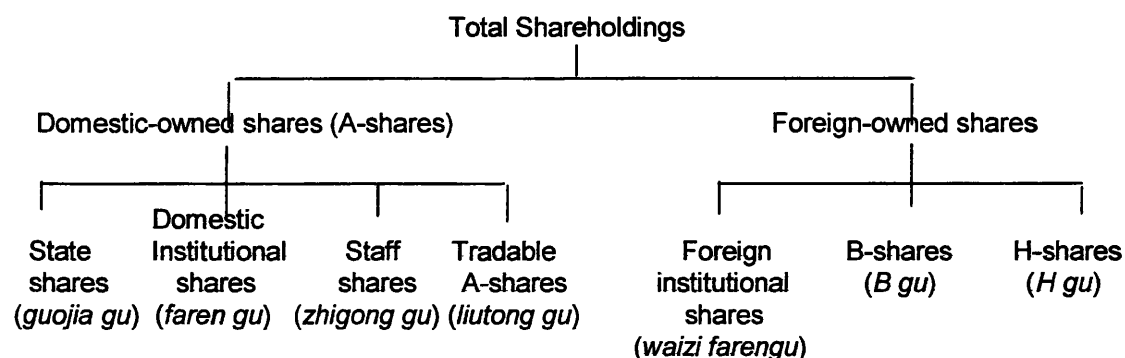 Total Shareholdings
Domestic-owned shares (A-shares)
Foreign-owned shares
State
shares
(guojia gu)
Domestic
Institutional
shares
(faren gu)
Staff
shares
(zhigong gu)
Tradable
A-shares
(liutong gu)
Foreign
institutional
shares
(waizi farengu)
B-shares
(B gu)
H-shares
(H gu)